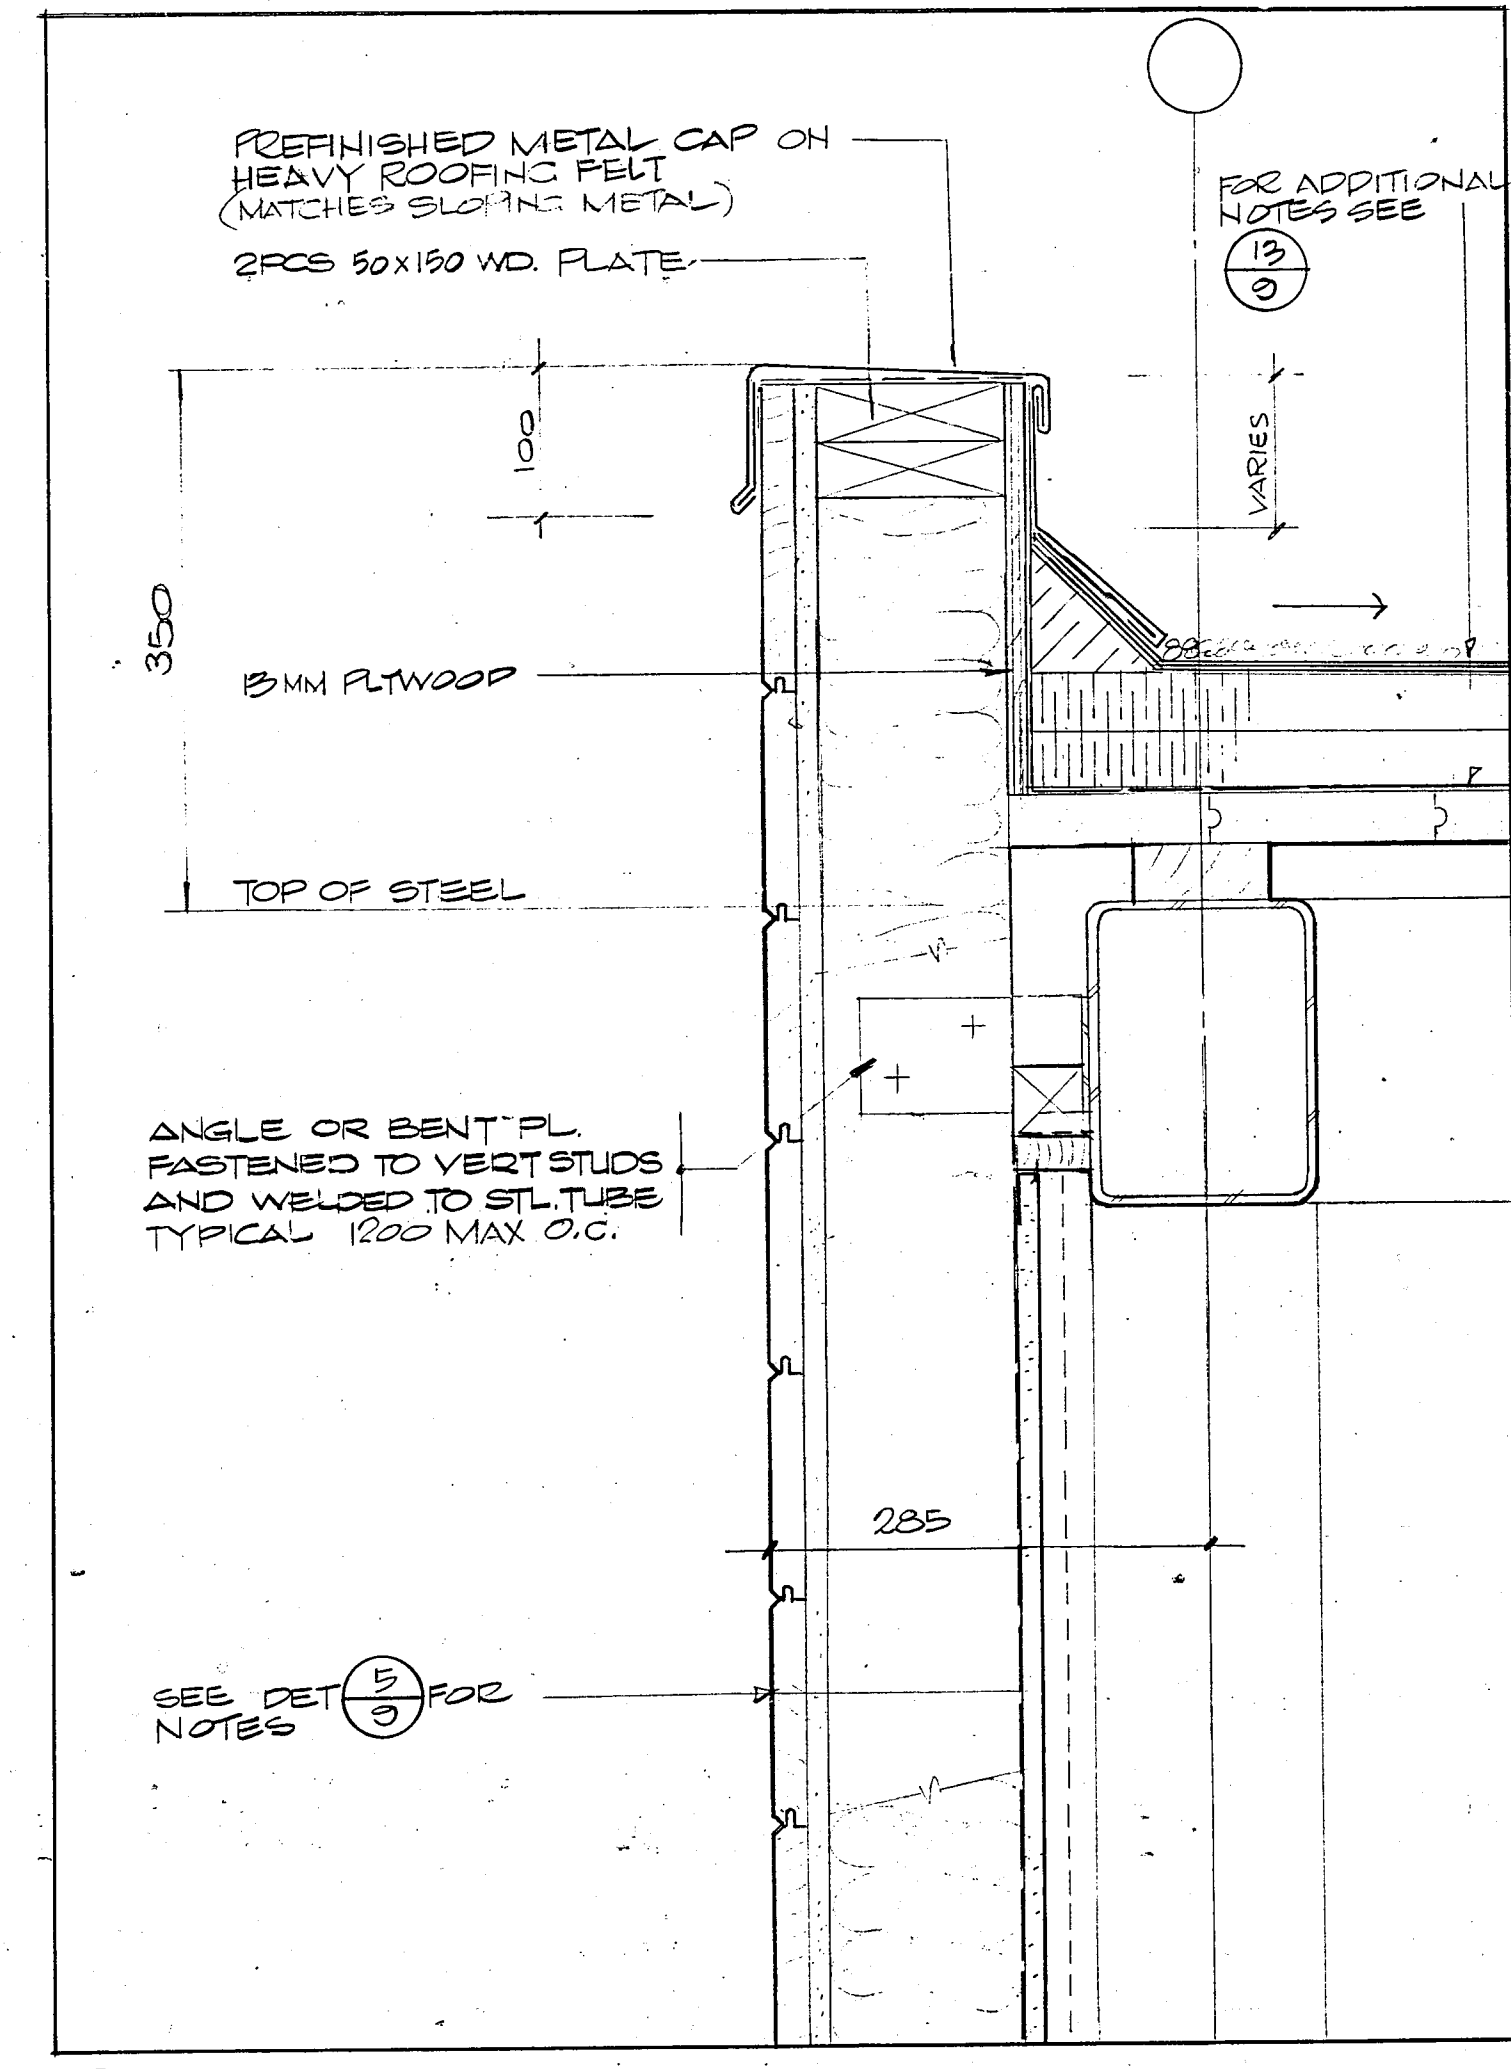 PREFINISHED METAL CAP ON
HEAVY ROOFING FELT
(MATCHES SLOPING METAL)
2PCS 50x150 WD. PLATE
FOR ADDITIONAL
NOTES SEE
13
9
100
VARIES
350
13MM PLYWOOD
TOP OF STEEL
ANGLE OR BENT PL.
FASTENED TO VERT STUDS
AND WELDED TO STL. TUBE
TYPICAL 1200 MAX O.C.
285
SEE DET 5/9 FOR
NOTES